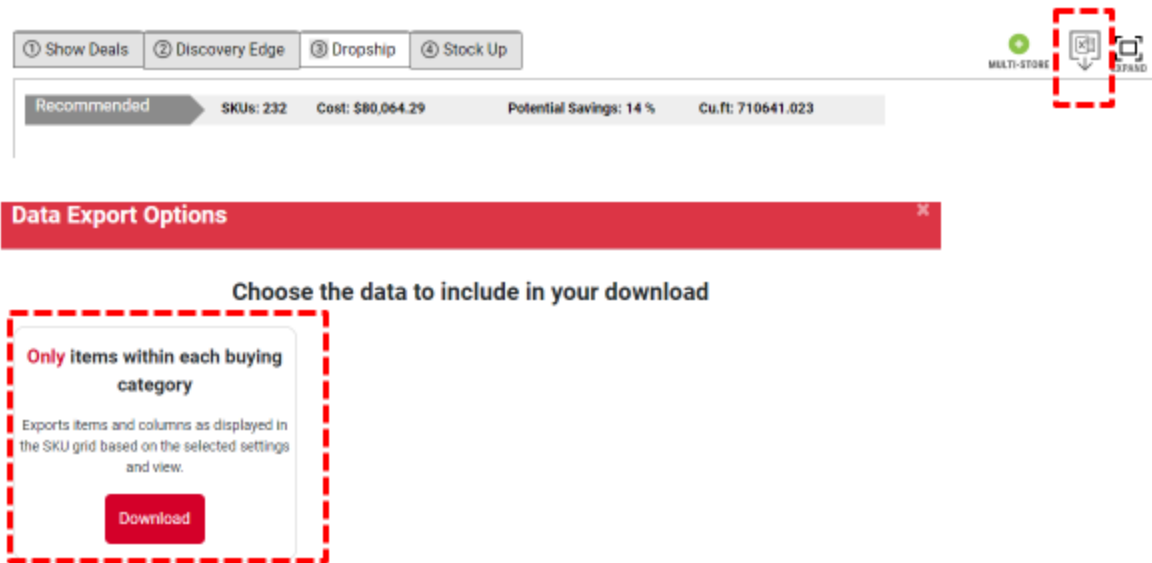 ① Show Deals ② Discovery Edge ③ Dropship ④ Stock Up
MULTI-STORE EXPAND
Recommended SKUs: 232 Cost: $80,064.29 Potential Savings: 14 % Cu.ft: 710641.023
Data Export Options ×
Choose the data to include in your download
Only items within each buying
category
Exports items and columns as displayed in
the SKU grid based on the selected settings
and view.
Download